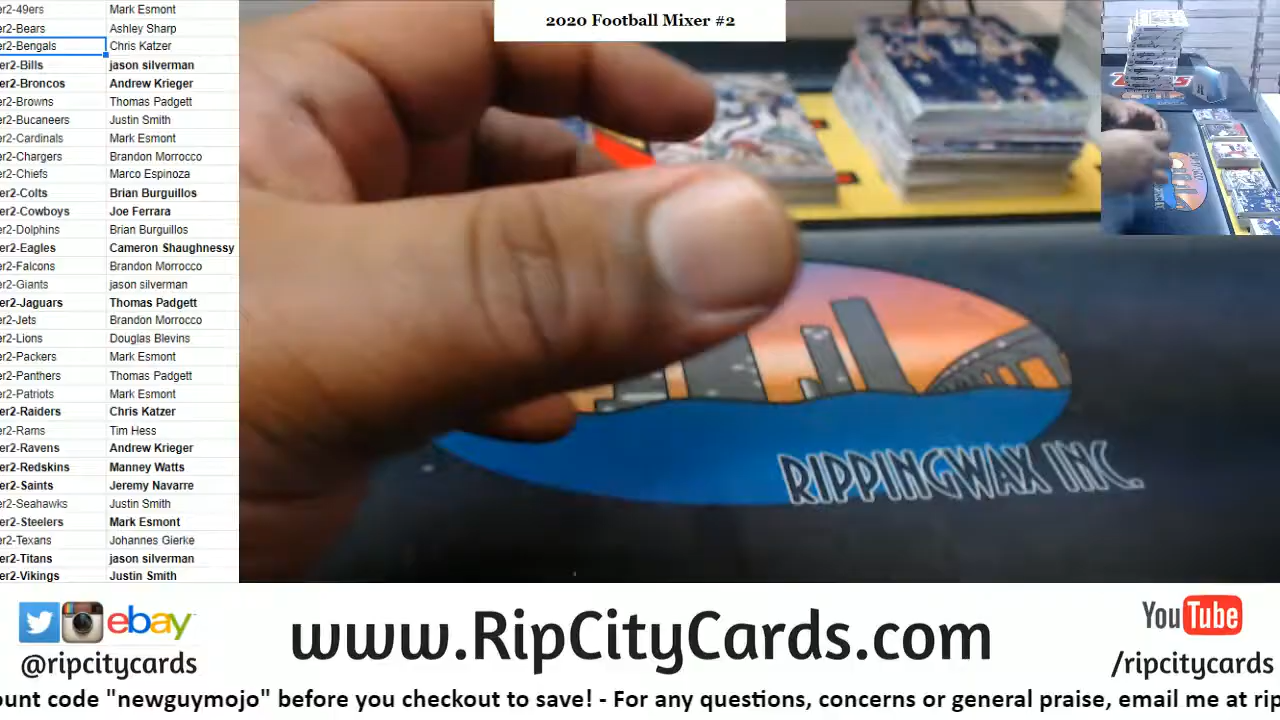 2020 Football Mixer #2
er2-49ers Mark Esmont
er2-Bears Ashley Sharp
er2-Bengals Chris Katzer
er2-Bills jason silverman
er2-Broncos Andrew Krieger
er2-Browns Thomas Padgett
er2-Bucaneers Justin Smith
er2-Cardinals Mark Esmont
er2-Chargers Brandon Morrocco
er2-Chiefs Marco Espinoza
er2-Colts Brian Burguillos
er2-Cowboys Joe Ferrara
er2-Dolphins Brian Burguillos
er2-Eagles Cameron Shaughnessy
er2-Falcons Brandon Morrocco
er2-Giants jason silverman
er2-Jaguars Thomas Padgett
er2-Jets Brandon Morrocco
er2-Lions Douglas Blevins
er2-Packers Mark Esmont
er2-Panthers Thomas Padgett
er2-Patriots Mark Esmont
er2-Raiders Chris Katzer
er2-Rams Tim Hess
er2-Ravens Andrew Krieger
er2-Redskins Manney Watts
er2-Saints Jeremy Navarre
er2-Seahawks Justin Smith
er2-Steelers Mark Esmont
er2-Texans Johannes Gierke
er2-Titans jason silverman
er2-Vikings Justin Smith
RIPPINGWAX INC.
ebay
@ripcitycards
www.RipCityCards.com
YouTube
/ripcitycards
ount code "newguymojo" before you checkout to save! - For any questions, concerns or general praise, email me at rip